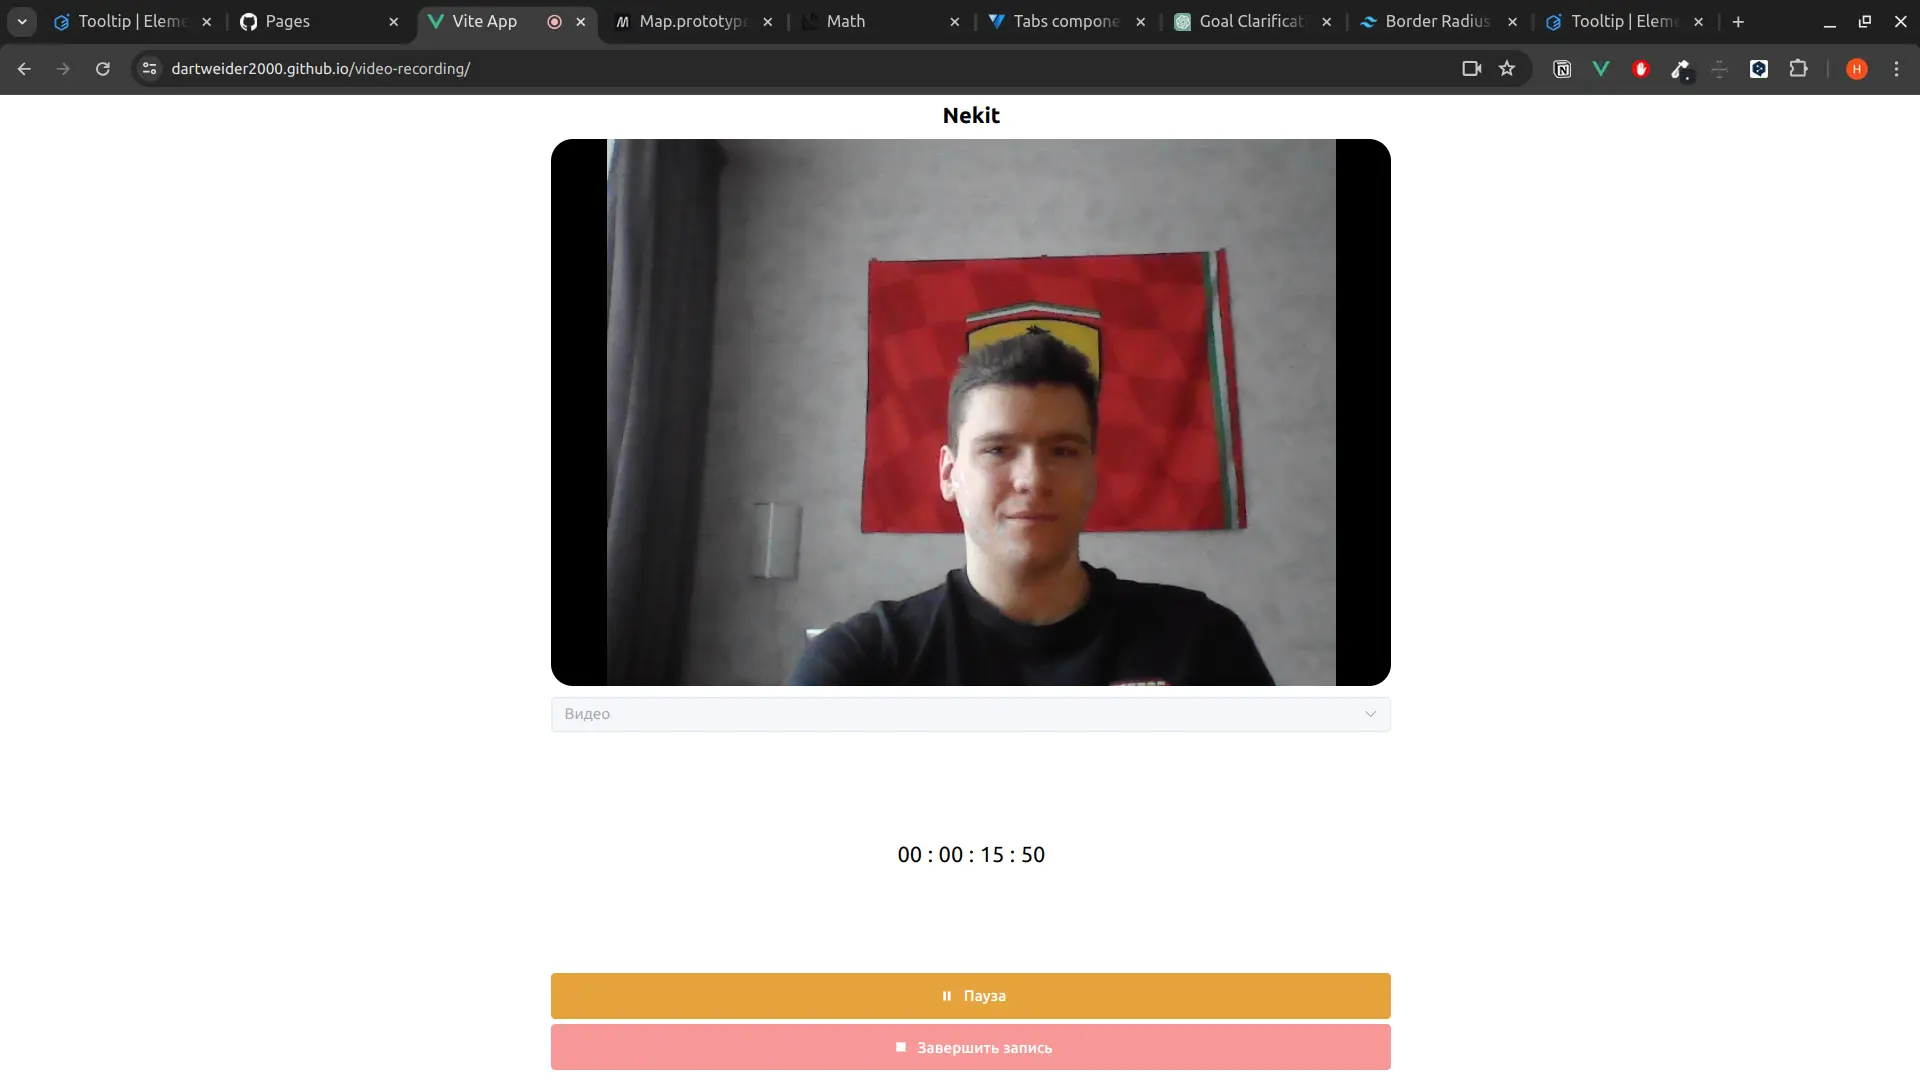 Tooltip | Eleme
Pages
Vite App
Map.prototype
Math
Tabs compone
Goal Clarificat
Border Radius
Tooltip | Eleme
dartweider2000.github.io/video-recording/
H
Nekit
Видео
00 : 00 : 15 : 50
Пауза
Завершить запись